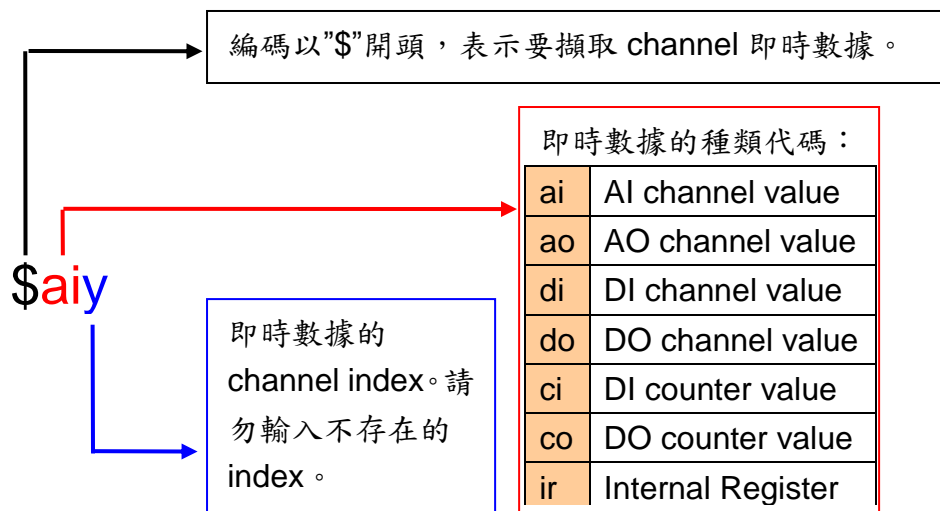 編碼以”$”開頭，表示要擷取 channel 即時數據。
即時數據的種類代碼：
ai AI channel value
ao AO channel value
di DI channel value
do DO channel value
ci DI counter value
co DO counter value
ir Internal Register
$aiy
即時數據的
channel index。請
勿輸入不存在的
index。